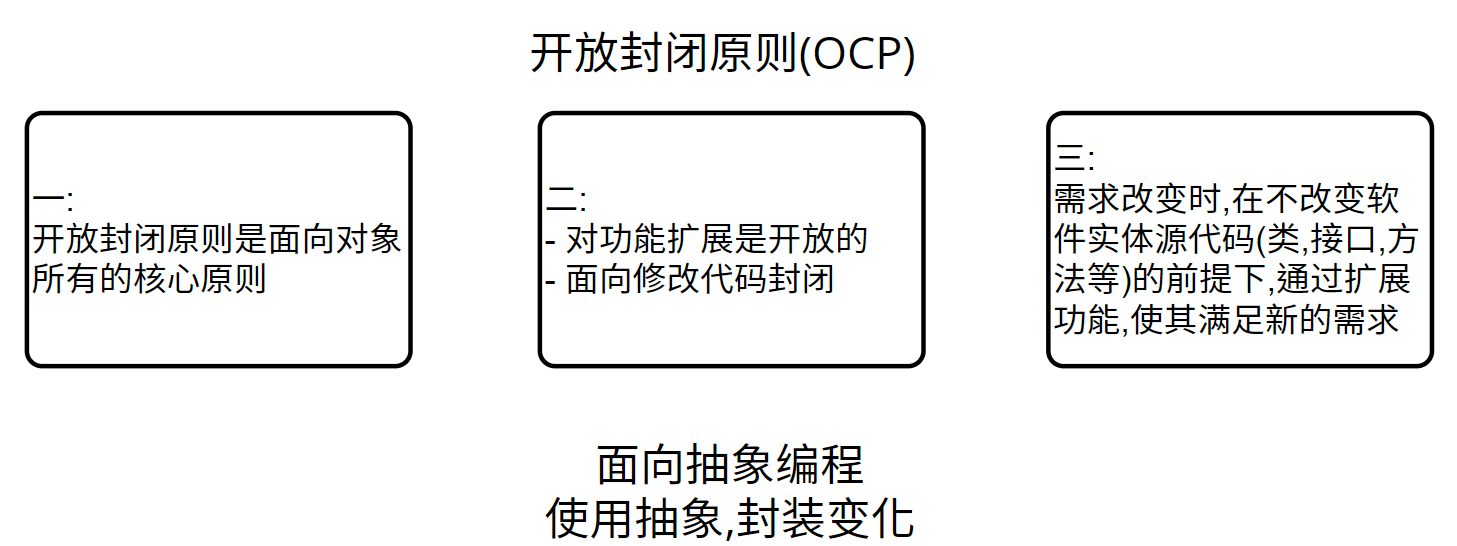 开放封闭原则(OCP)
一:
开放封闭原则是面向对象
所有的核心原则
二:
- 对功能扩展是开放的
- 面向修改代码封闭
三:
需求改变时,在不改变软
件实体源代码(类,接口,方
法等)的前提下,通过扩展
功能,使其满足新的需求
面向抽象编程
使用抽象,封装变化